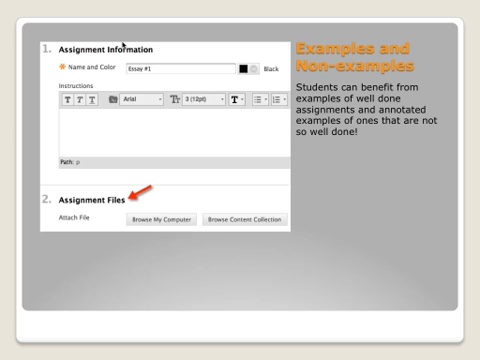 1. Assignment Information
* Name and Color Essay #1 Black
Instructions
T T T Arial T 3 (12pt) T
Path: p
2. Assignment Files
Attach File Browse My Computer Browse Content Collection
Examples and
Non-examples
Students can benefit from
examples of well done
assignments and annotated
examples of ones that are not
so well done!